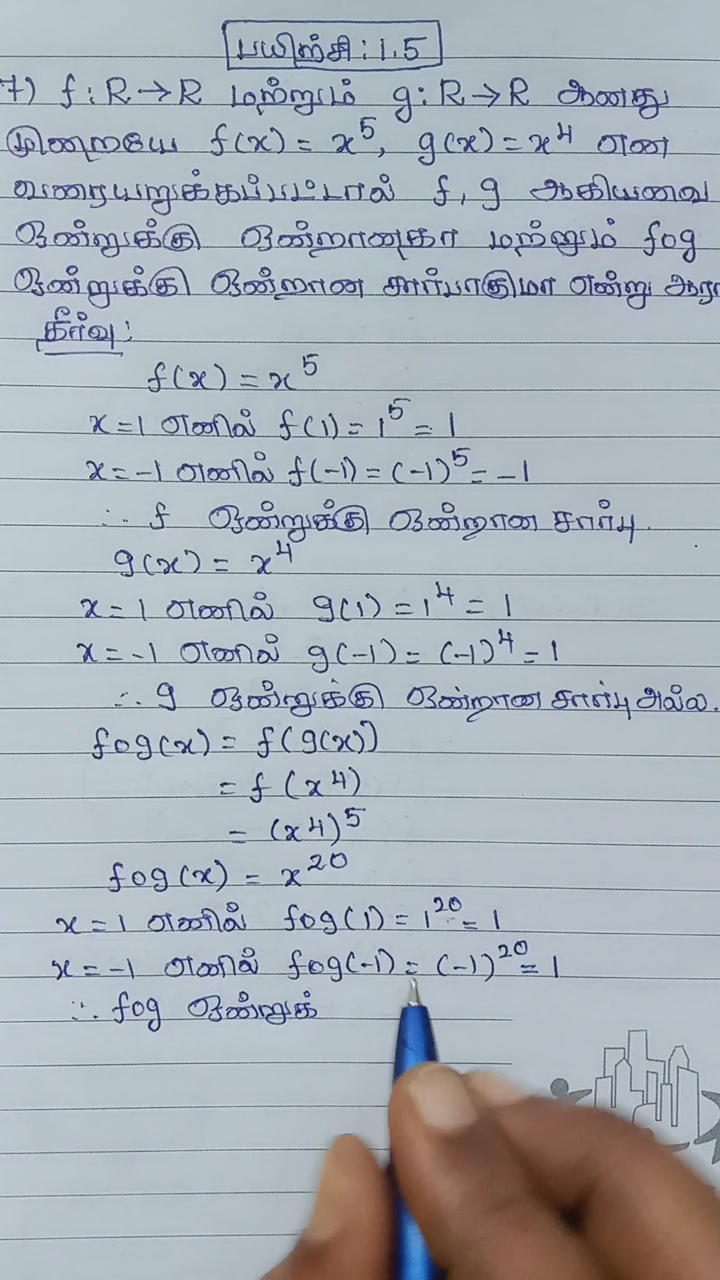 பயிற்சி : 1.5
7) f : R → R மற்றும் g : R → R ஆனது
முறையே f(x) = x⁵, g(x) = x⁴ என
வரையறுக்கப்பட்டால் f, g ஆகியவை
ஒன்றுக்கு ஒன்றானதா மற்றும் fog
ஒன்றுக்கு ஒன்றான சார்பாகுமா என்று ஆரா
தீர்வு :
f(x) = x⁵
x = 1 எனில் f(1) = 1⁵ = 1
x = -1 எனில் f(-1) = (-1)⁵ = -1
∴ f ஒன்றுக்கு ஒன்றான சார்பு.
g(x) = x⁴
x = 1 எனில் g(1) = 1⁴ = 1
x = -1 எனில் g(-1) = (-1)⁴ = 1
∴ g ஒன்றுக்கு ஒன்றான சார்பு அல்ல.
fog(x) = f(g(x))
= f(x⁴)
= (x⁴)⁵
fog(x) = x²⁰
x = 1 எனில் fog(1) = 1²⁰ = 1
x = -1 எனில் fog(-1) = (-1)²⁰ = 1
∴ fog ஒன்றுக்